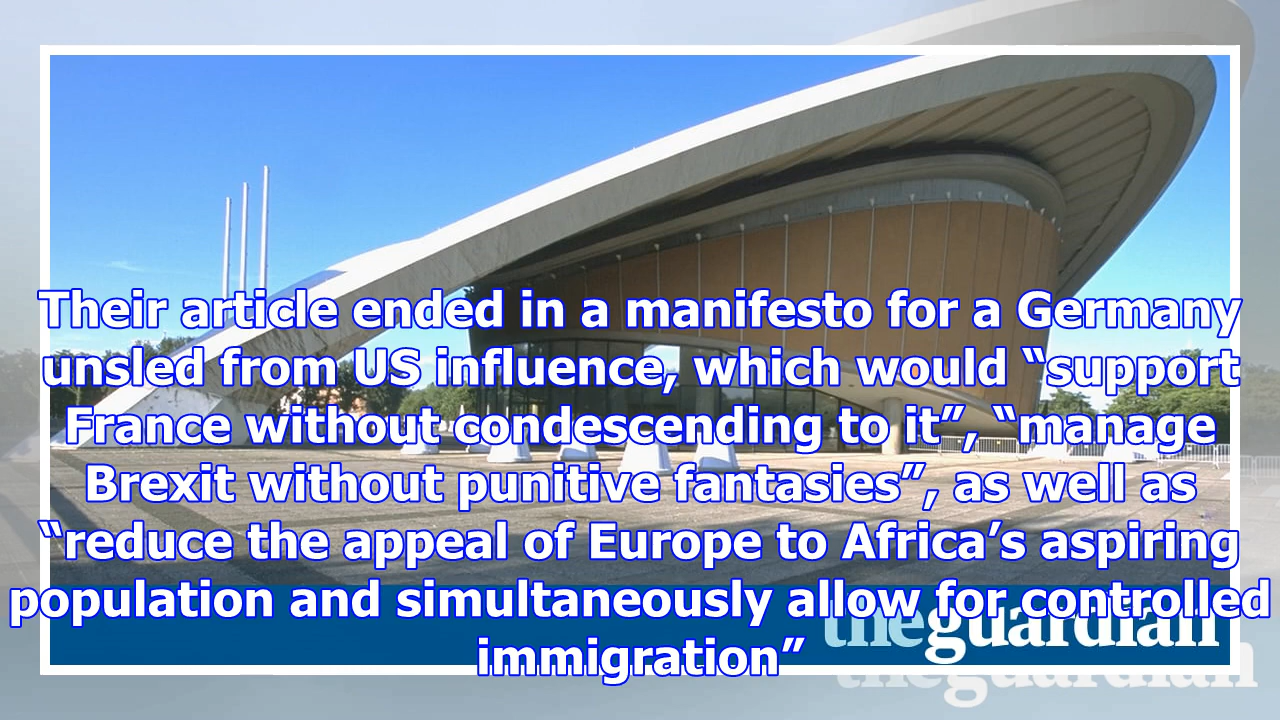 Their article ended in a manifesto for a Germany
unsled from US influence, which would “support
France without condescending to it”, “manage
Brexit without punitive fantasies”, as well as
“reduce the appeal of Europe to Africa’s aspiring
population and simultaneously allow for controlled
immigration”
theguardian
theguardian